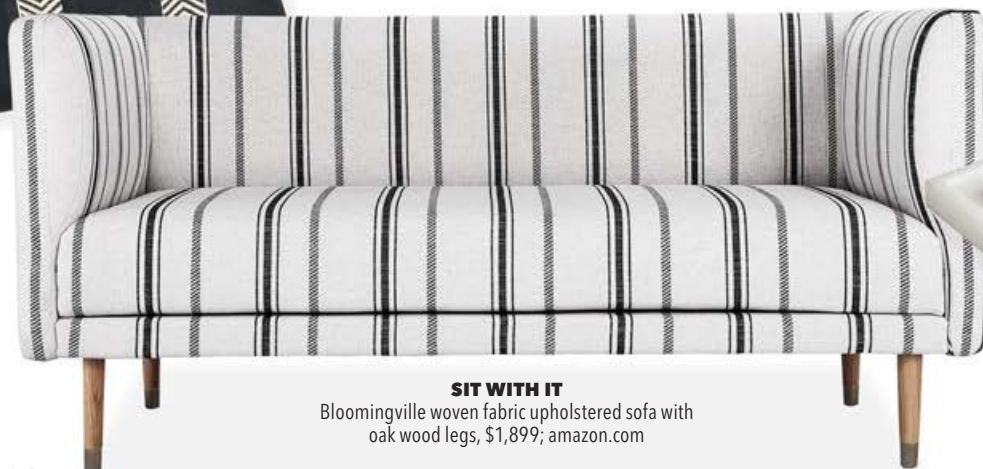 SIT WITH IT
Bloomingville woven fabric upholstered sofa with
oak wood legs, $1,899; amazon.com